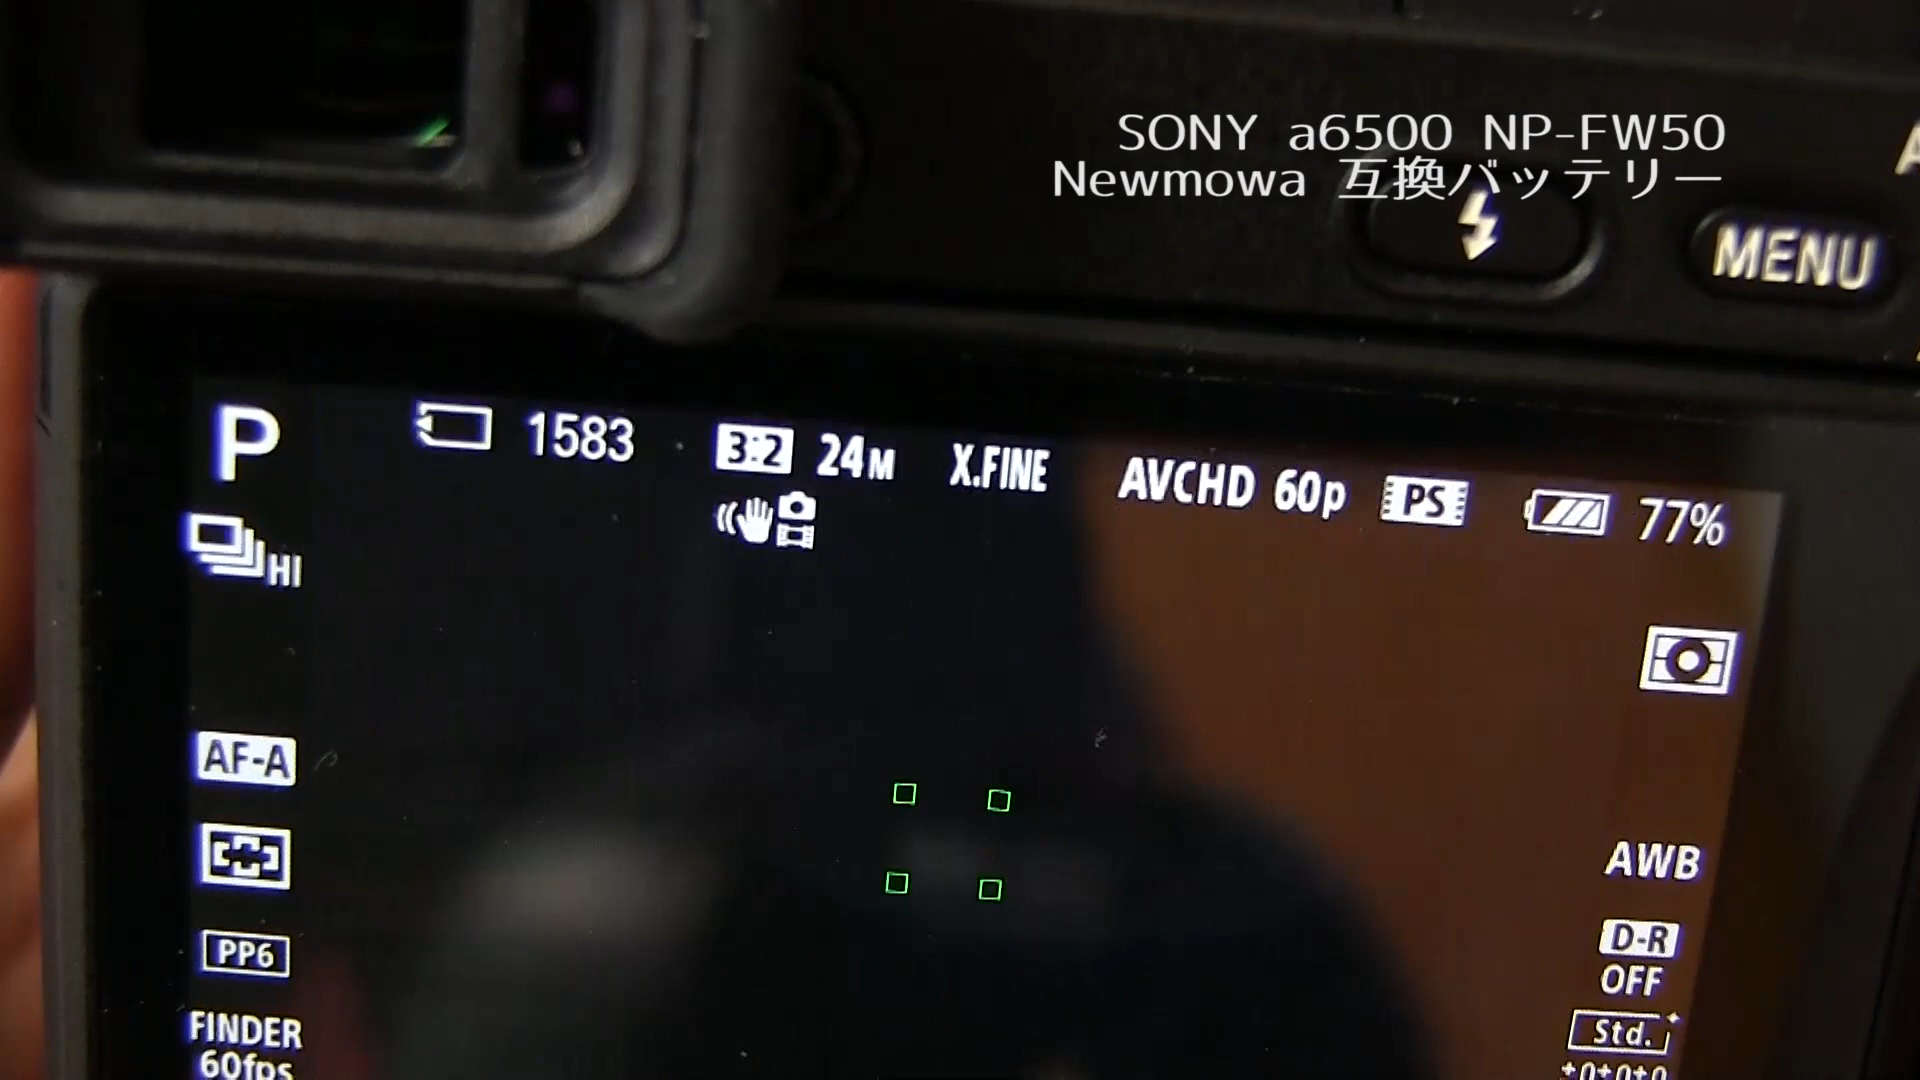 SONY a6500 NP-FW50
Newmowa 互換バッテリー
MENU
P 1583 3:2 24M X.FINE AVCHD 60p PS 77%
HI
AF-A
AWB
PP6
D-R
OFF
FINDER
60fps
Std.